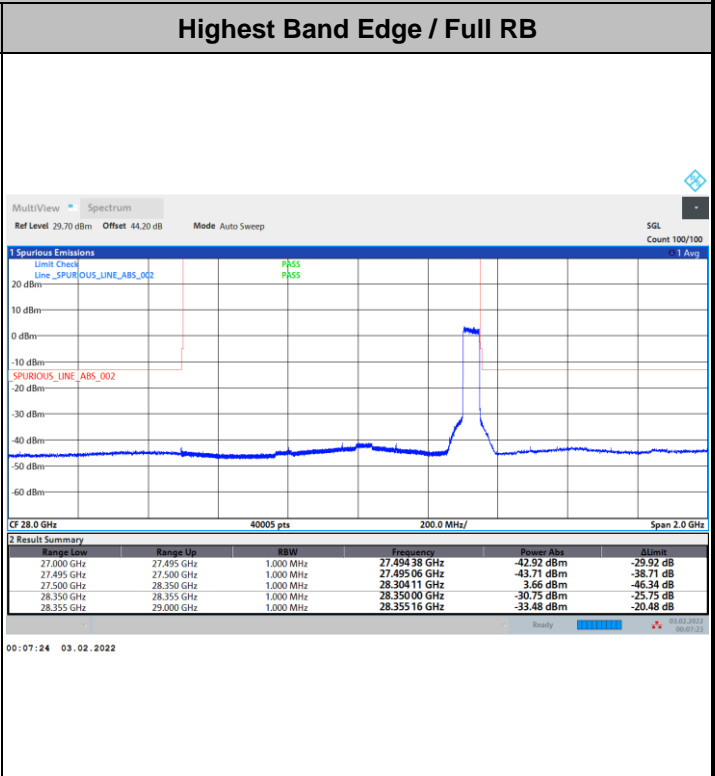 Highest Band Edge / Full RB
MultiView Spectrum
Ref Level 29.70 dBm Offset 44.20 dB Mode Auto Sweep SGL
Count 100/100
1 Spurious Emissions 1 Avg
Limit Check PASS
Line _SPURIOUS_LINE_ABS_002 PASS
20 dBm
10 dBm
0 dBm
-10 dBm
_SPURIOUS_LINE_ABS_002
-20 dBm
-30 dBm
-40 dBm
-50 dBm
-60 dBm
CF 28.0 GHz 40005 pts 200.0 MHz/ Span 2.0 GHz
2 Result Summary
Range Low Range Up RBW Frequency Power Abs ΔLimit
27.000 GHz 27.495 GHz 1.000 MHz 27.494 38 GHz -42.92 dBm -29.92 dB
27.495 GHz 27.500 GHz 1.000 MHz 27.495 06 GHz -43.71 dBm -38.71 dB
27.500 GHz 28.350 GHz 1.000 MHz 28.304 11 GHz 3.66 dBm -46.34 dB
28.350 GHz 28.355 GHz 1.000 MHz 28.350 00 GHz -30.75 dBm -25.75 dB
28.355 GHz 29.000 GHz 1.000 MHz 28.355 16 GHz -33.48 dBm -20.48 dB
Ready 03.02.2022
00:07:23
00:07:24 03.02.2022